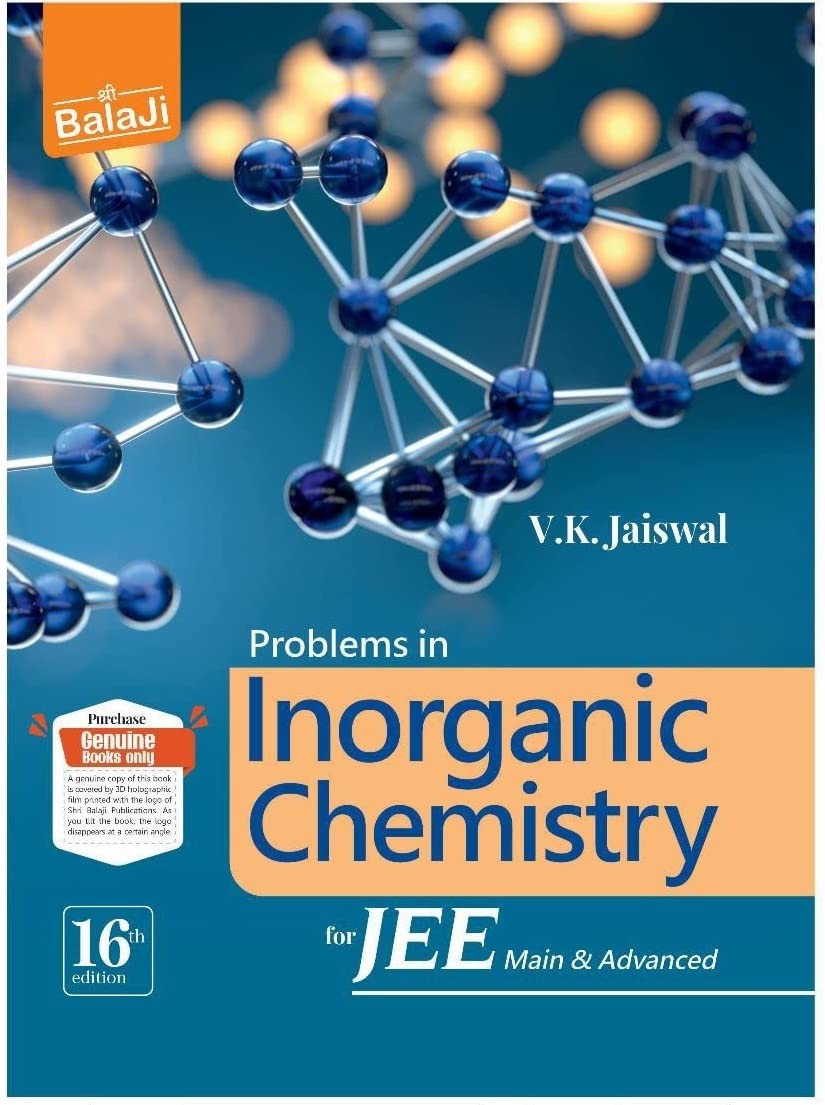 श्री
BalaJi
V.K. Jaiswal
Problems in
Inorganic
Chemistry
Purchase
Genuine
Books only
A genuine copy of this book
is covered by 3D holographic
film printed with the logo of
Shri Balaji Publications. As
you tilt the book, the logo
disappears at a certain angle.
16th
edition
for JEE Main & Advanced